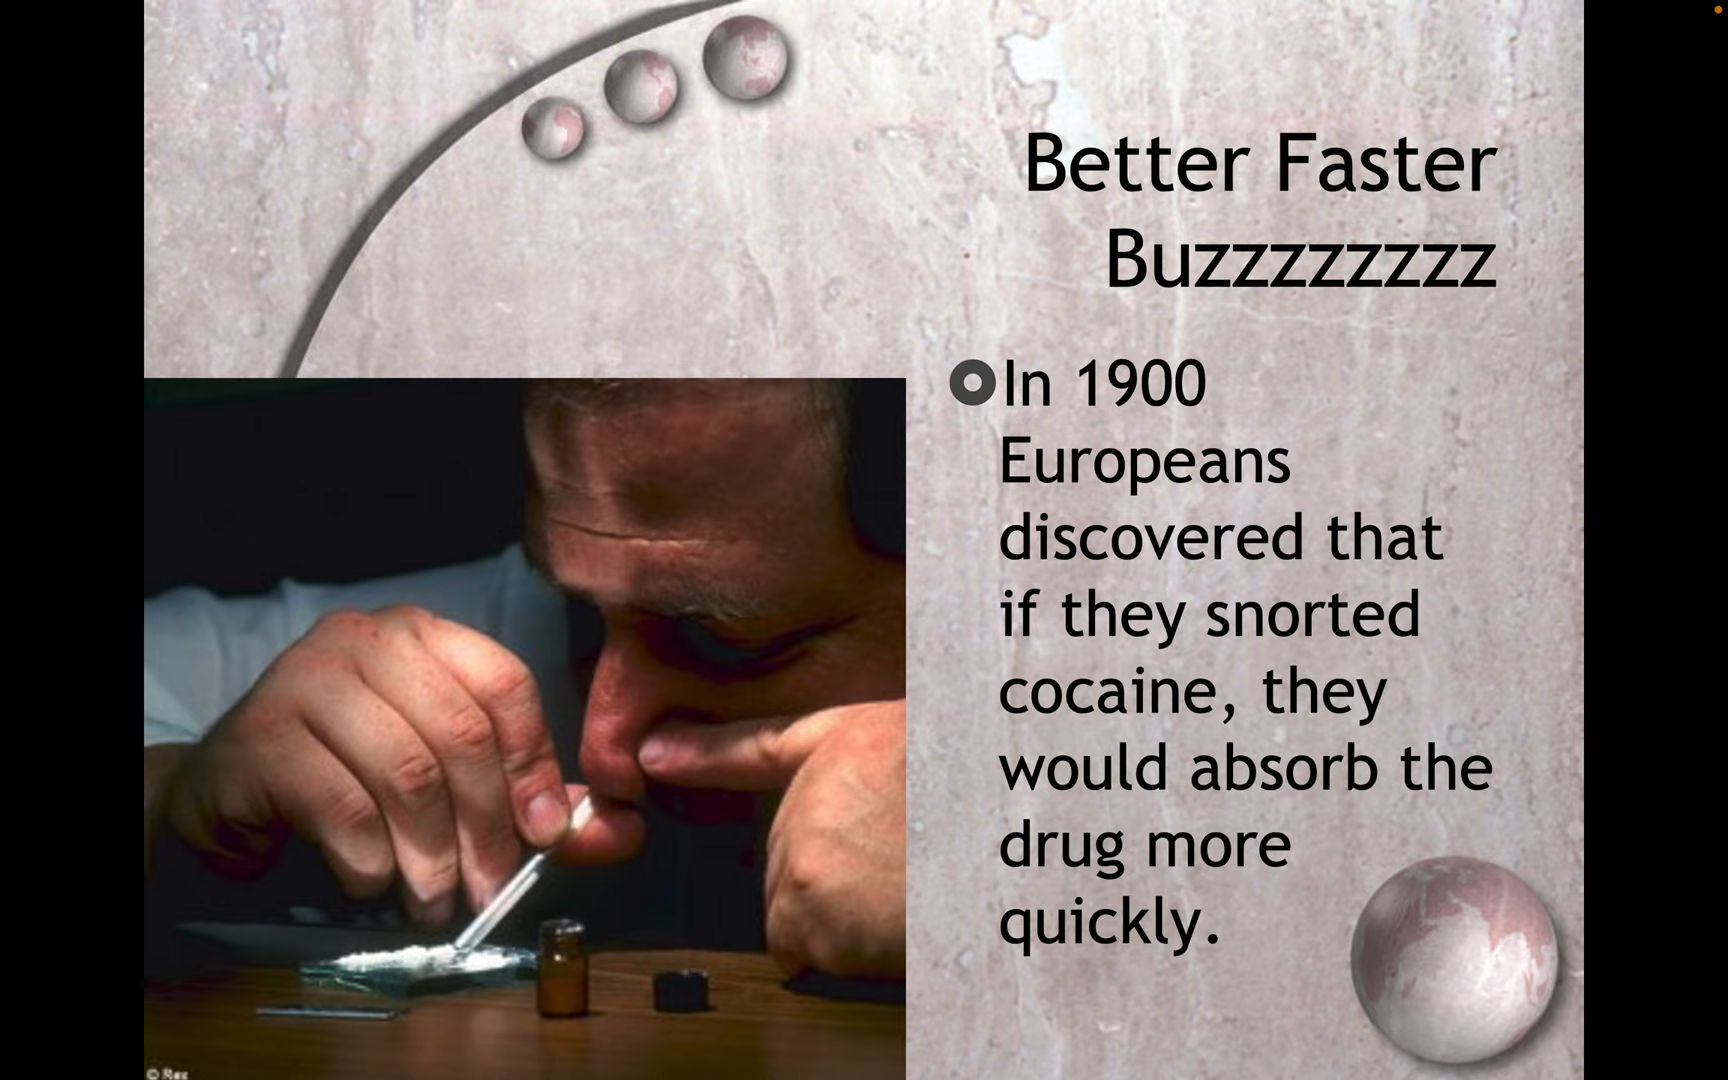 Better Faster
Buzzzzzzzzz
In 1900
Europeans
discovered that
if they snorted
cocaine, they
would absorb the
drug more
quickly.
© Rex